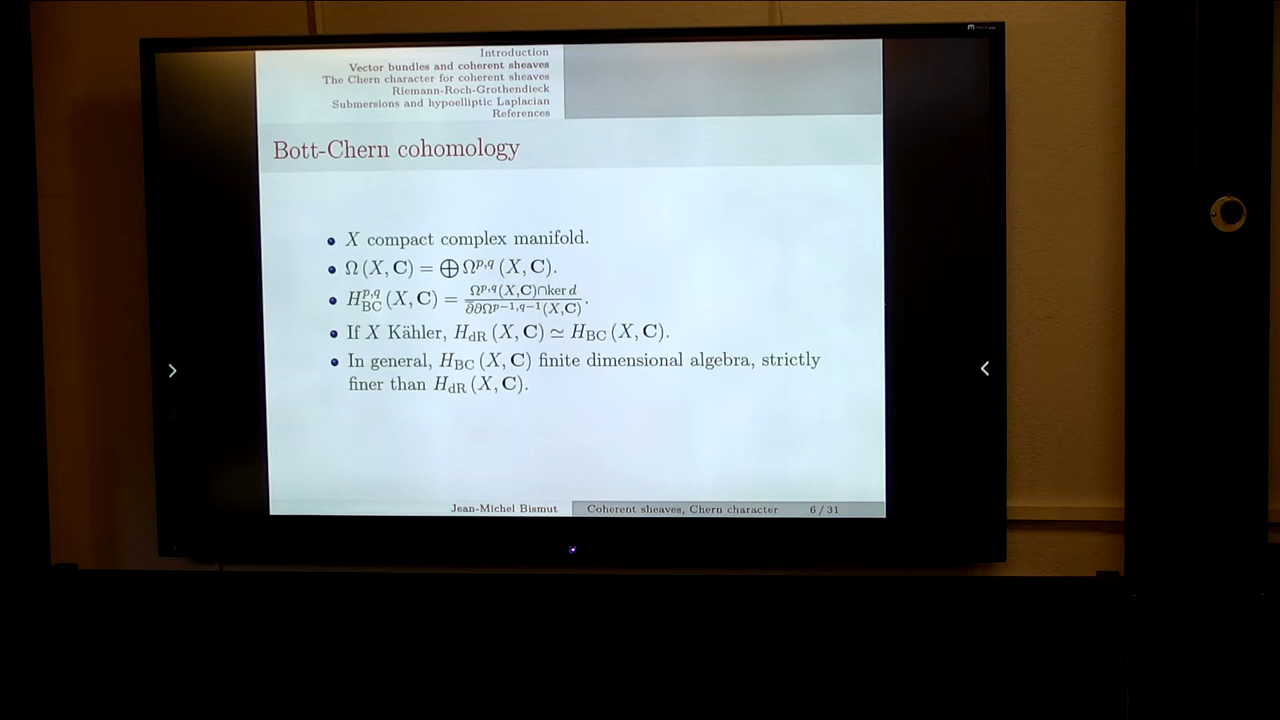 Introduction
Vector bundles and coherent sheaves
The Chern character for coherent sheaves
Riemann-Roch-Grothendieck
Submersions and hypoelliptic Laplacian
References
Bott-Chern cohomology
• X compact complex manifold.
• Ω (X, C) = ⨁ Ω^{p,q} (X, C).
• H_{BC}^{p,q} (X, C) = \frac{Ω^{p,q}(X,C)∩ker d}{∂∂Ω^{p−1,q−1}(X,C)}.
• If X Kähler, H_{dR} (X, C) ≃ H_{BC} (X, C).
• In general, H_{BC} (X, C) finite dimensional algebra, strictly
finer than H_{dR} (X, C).
Jean-Michel Bismut Coherent sheaves, Chern character 6 / 31